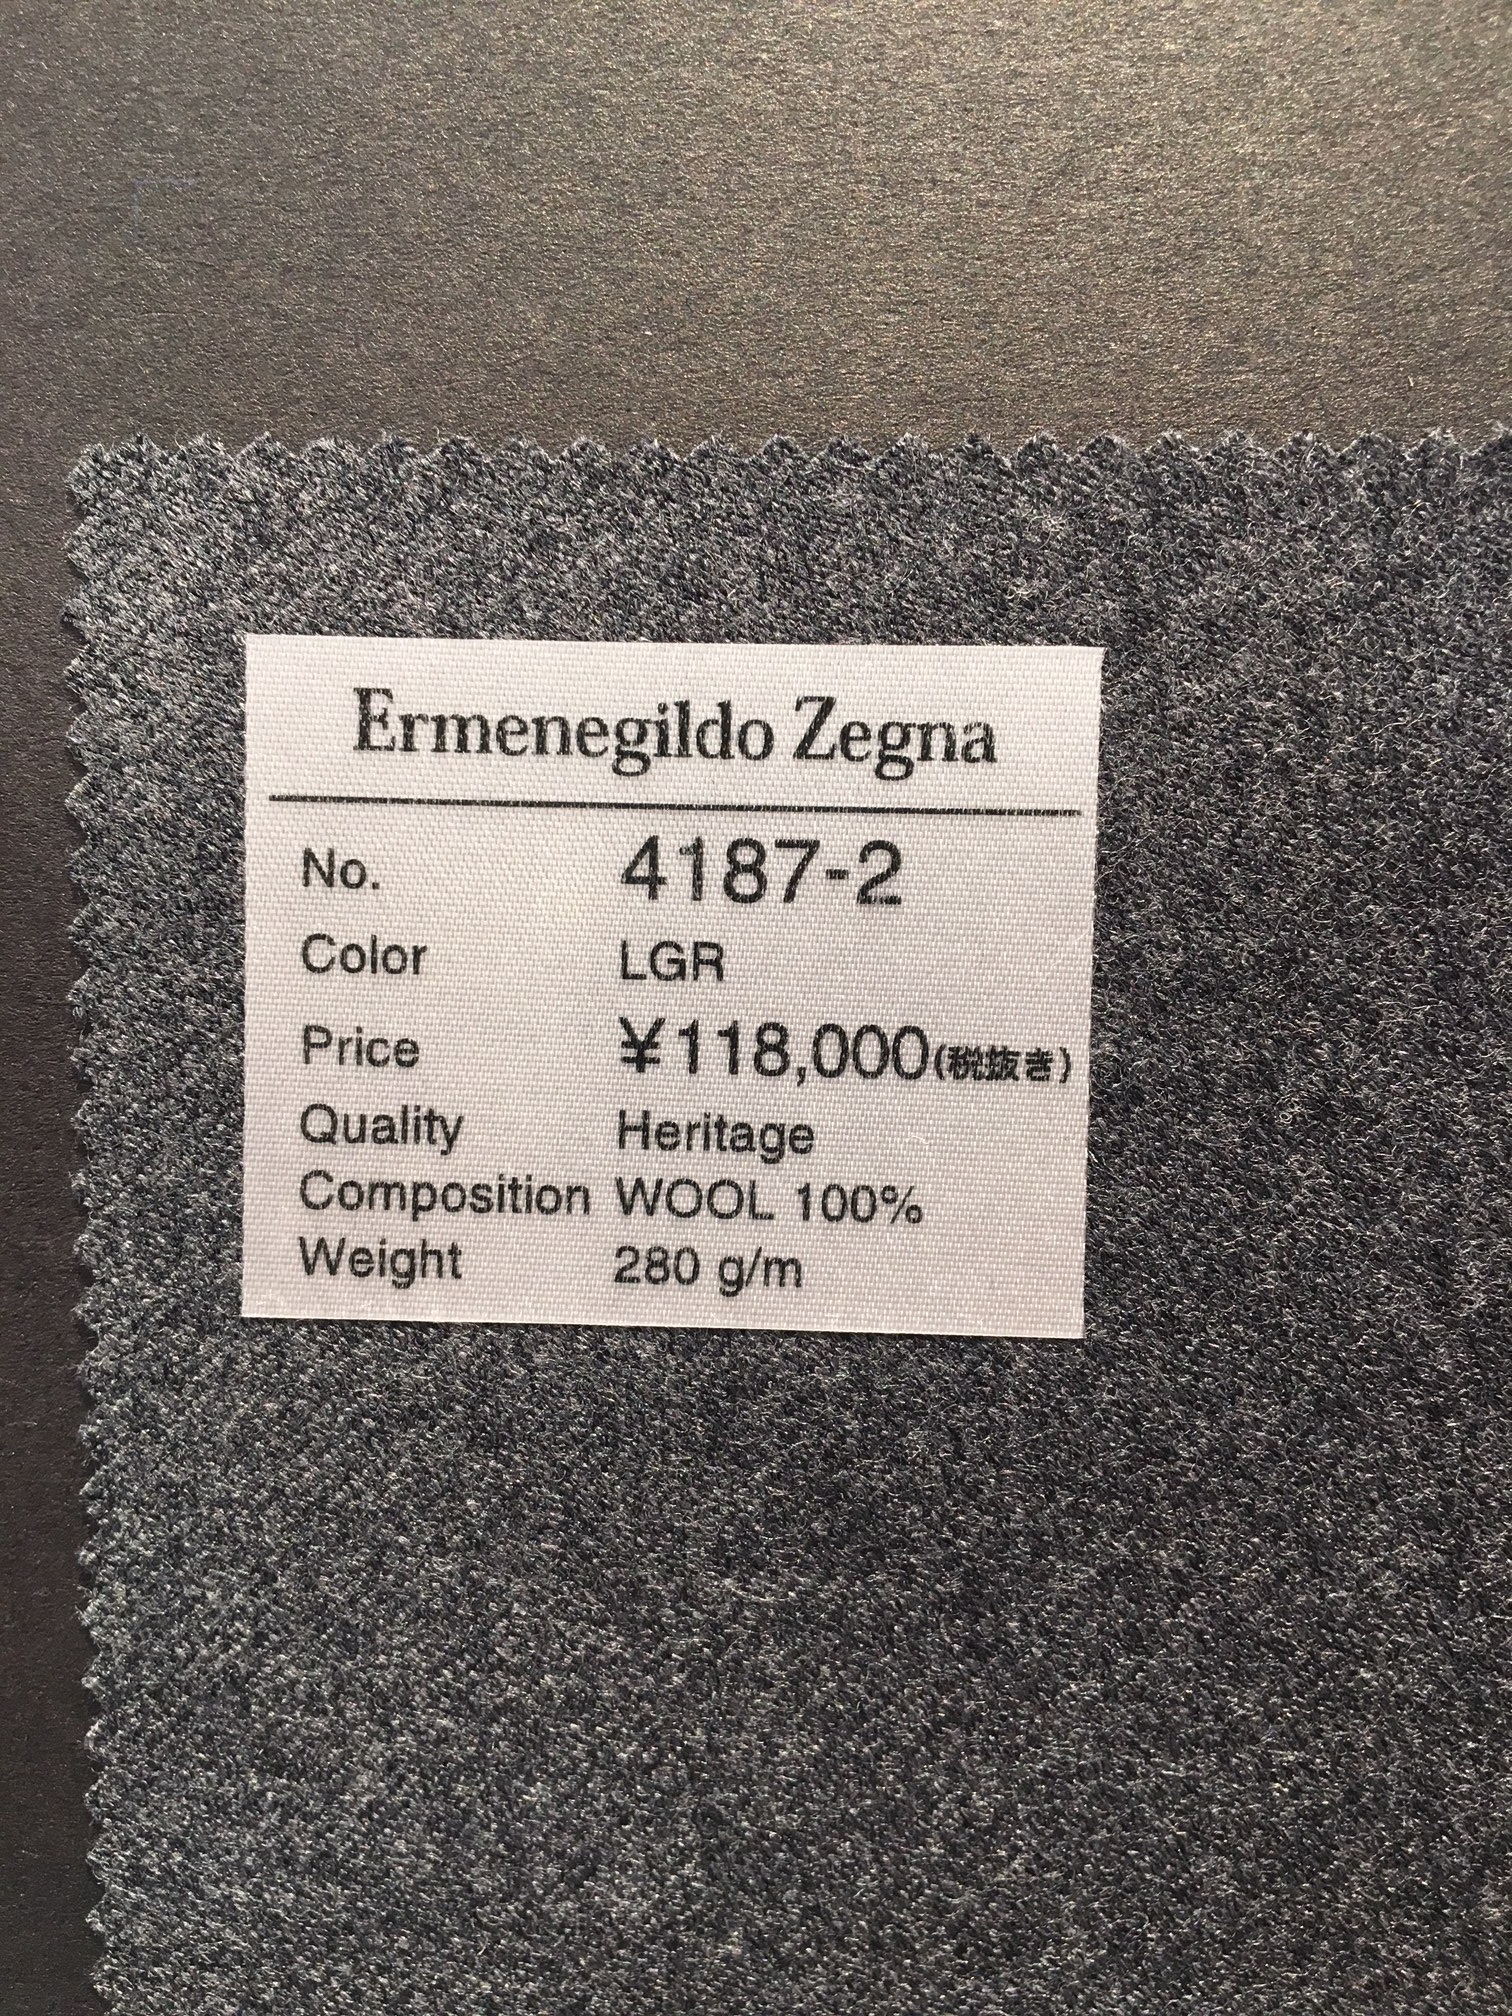 Ermenegildo Zegna
No. 4187-2
Color LGR
Price ¥118,000(税抜き)
Quality Heritage
Composition WOOL 100%
Weight 280 g/m